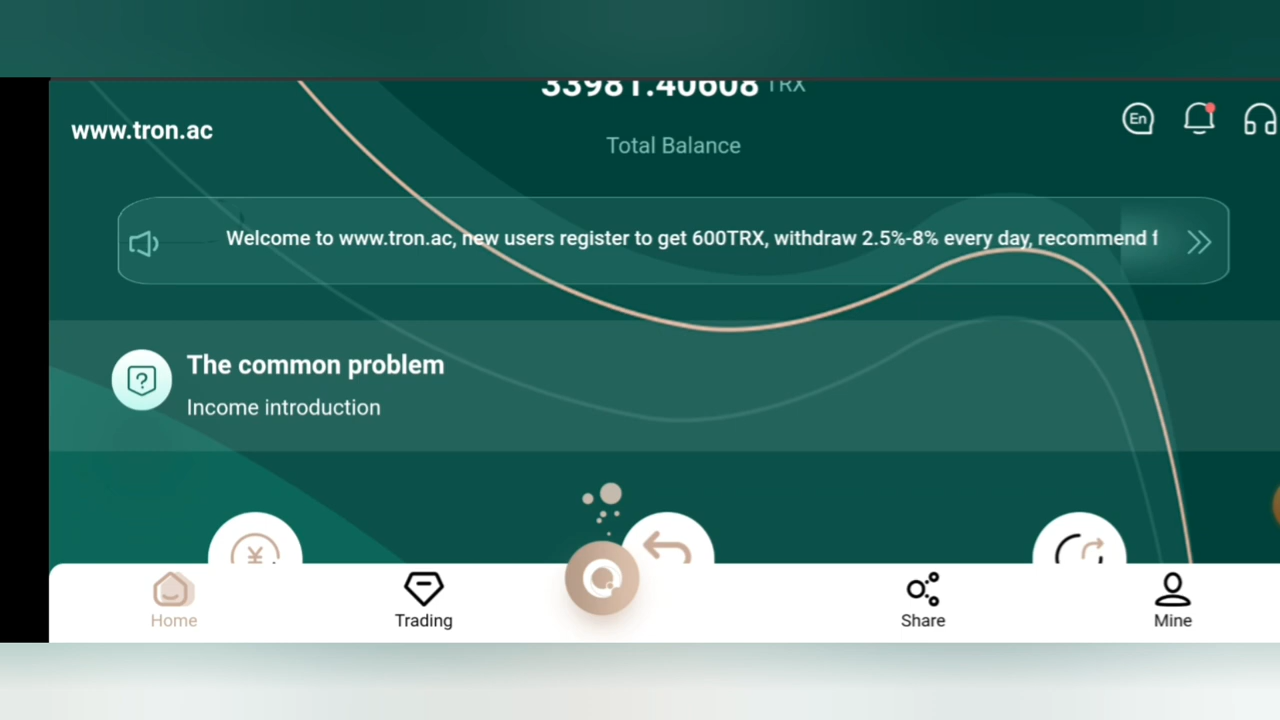 33981.40608 TRX
www.tron.ac
En
Total Balance
Welcome to www.tron.ac, new users register to get 600TRX, withdraw 2.5%-8% every day, recommend f
The common problem
Income introduction
¥
Home
Trading
Share
Mine